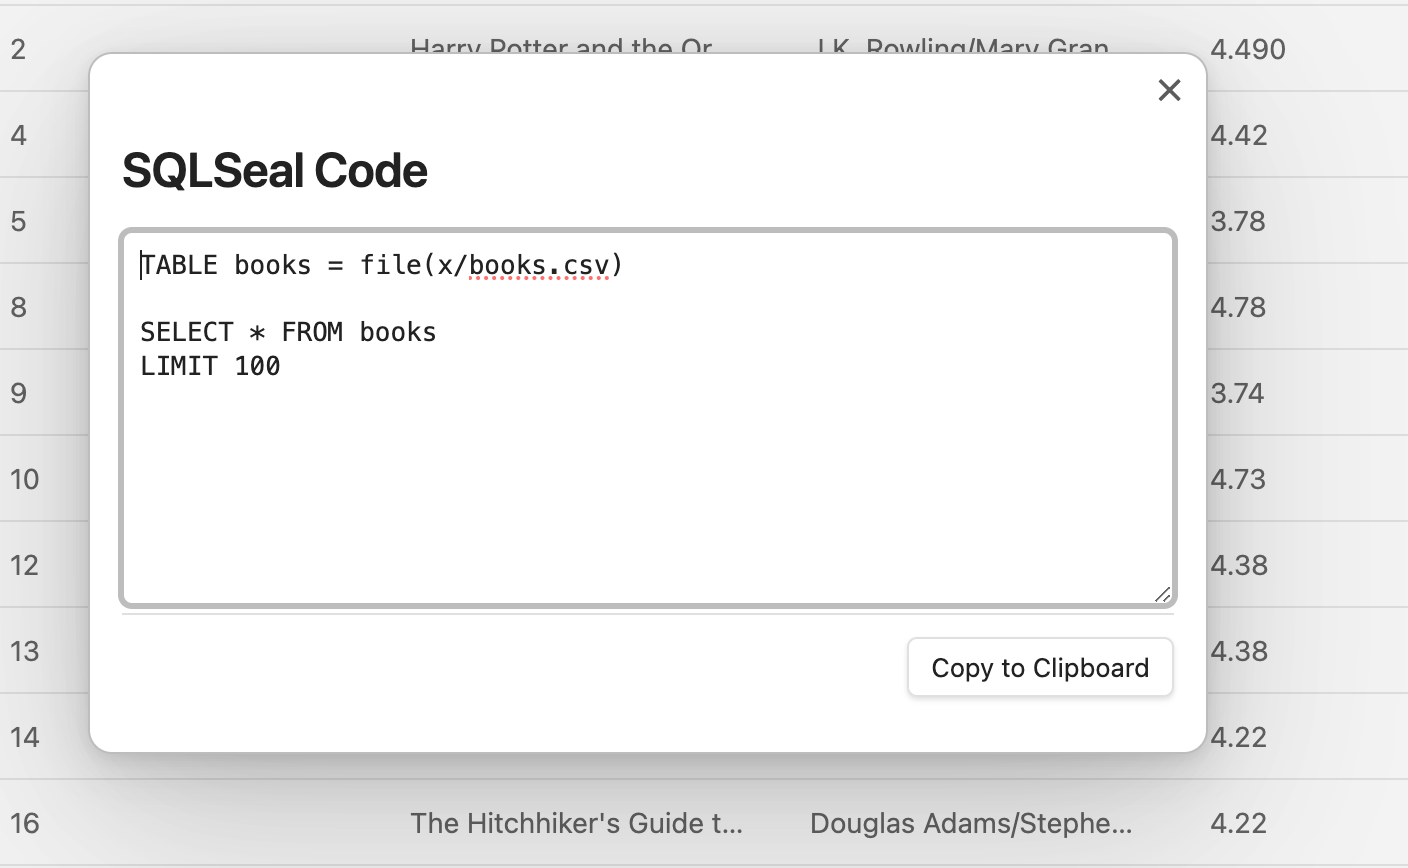 2 Harry Potter and the Or J.K. Rowling/Mary Gran 4.490
SQLSeal Code
4 4.42
5 3.78
TABLE books = file(x/books.csv)
8 4.78
SELECT * FROM books
LIMIT 100
9 3.74
10 4.73
12 4.38
13 4.38
Copy to Clipboard
14 4.22
16 The Hitchhiker's Guide t... Douglas Adams/Stephe... 4.22